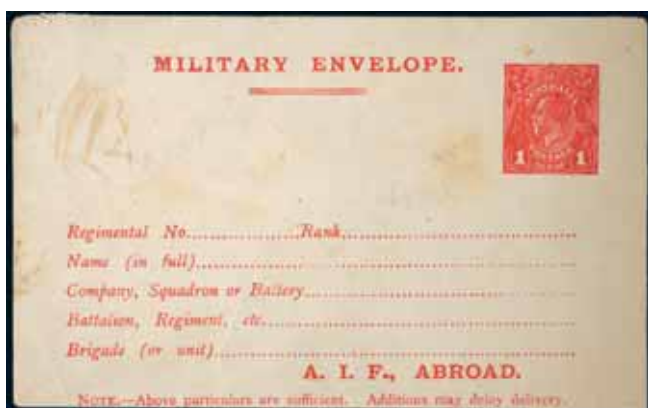 MILITARY ENVELOPE.
AUSTRALIA
1 1
Regimental No..................Rank..........................................
Name (in full)......................................................................
Company, Squadron or Battery................................................
Battalion, Regiment, etc.........................................................
Brigade (or unit)...................................................................
A. I. F., ABROAD.
NOTE.—Above particulars are sufficient. Additions may delay delivery.